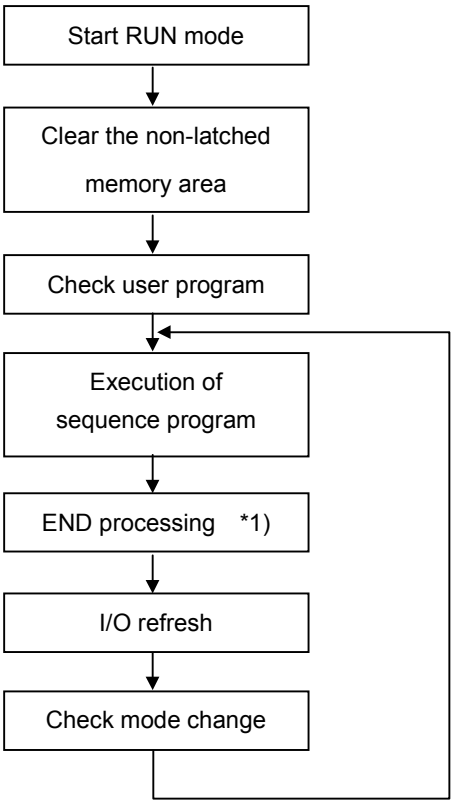 Start RUN mode
Clear the non-latched
memory area
Check user program
Execution of
sequence program
END processing *1)
I/O refresh
Check mode change